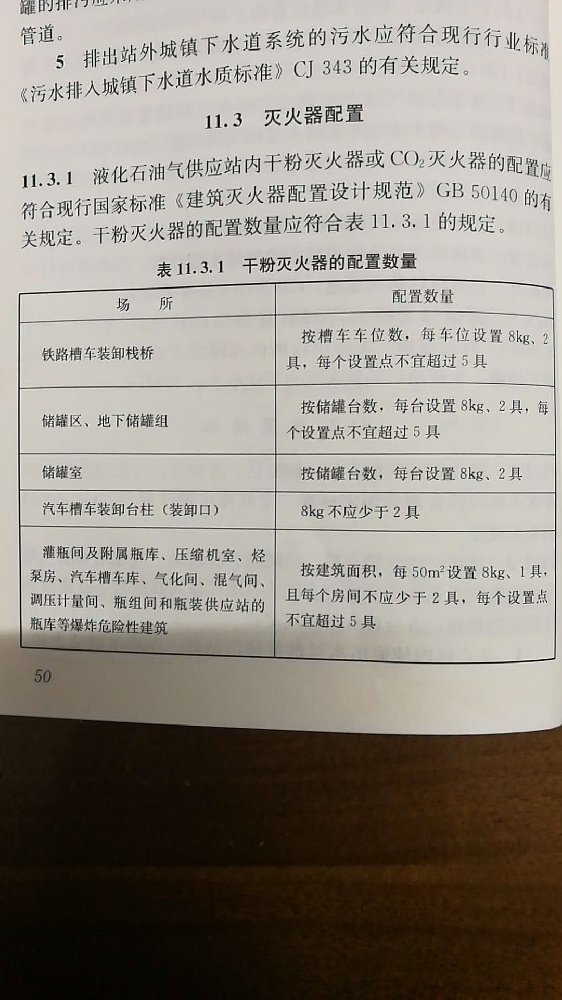 罐的排污应采
管道。
5 排出站外城镇下水道系统的污水应符合现行行业标准
《污水排入城镇下水道水质标准》CJ 343 的有关规定。
11.3 灭火器配置
11.3.1 液化石油气供应站内干粉灭火器或 CO₂ 灭火器的配置应
符合现行国家标准《建筑灭火器配置设计规范》GB 50140 的有
关规定。干粉灭火器的配置数量应符合表 11.3.1 的规定。
表 11.3.1 干粉灭火器的配置数量
场 所 配置数量
铁路槽车装卸栈桥
按槽车车位数，每车位设置 8kg、2
具，每个设置点不宜超过 5 具
储罐区、地下储罐组
按储罐台数，每台设置 8kg、2 具，每
个设置点不宜超过 5 具
储罐室
按储罐台数，每台设置 8kg、2 具
汽车槽车装卸台柱（装卸口）
8kg 不应少于 2 具
灌瓶间及附属瓶库、压缩机室、烃
泵房、汽车槽车库、气化间、混气间、
调压计量间、瓶组间和瓶装供应站的
瓶库等爆炸危险性建筑
按建筑面积，每 50m² 设置 8kg、1 具，
且每个房间不应少于 2 具，每个设置点
不宜超过 5 具
50